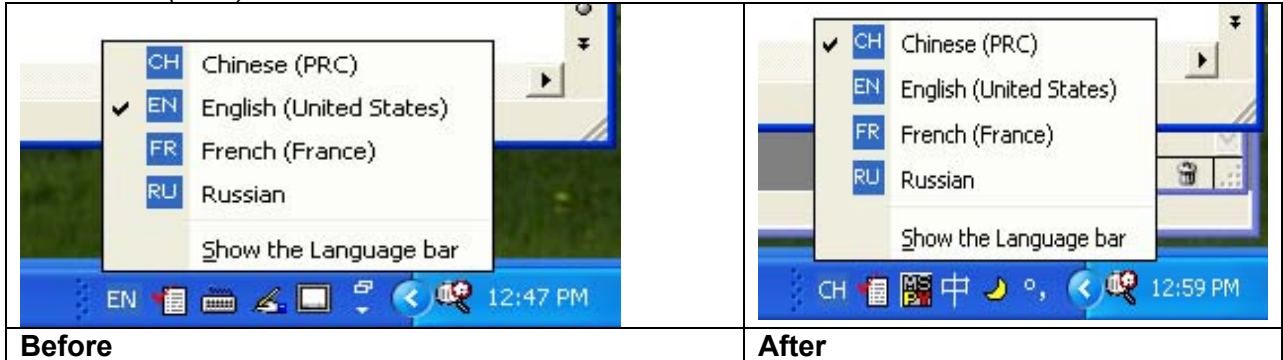 CH Chinese (PRC)
EN English (United States)
FR French (France)
RU Russian
Show the Language bar
EN 12:47 PM
Before
CH Chinese (PRC)
EN English (United States)
FR French (France)
RU Russian
Show the Language bar
CH MSPY 中 °, 12:59 PM
After